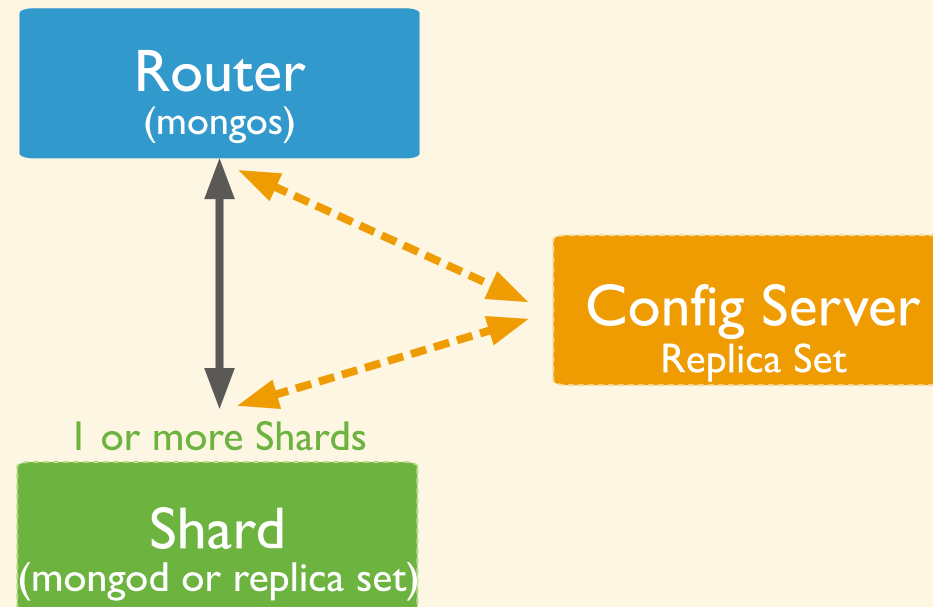 Router
(mongos)
Config Server
Replica Set
1 or more Shards
Shard
(mongod or replica set)